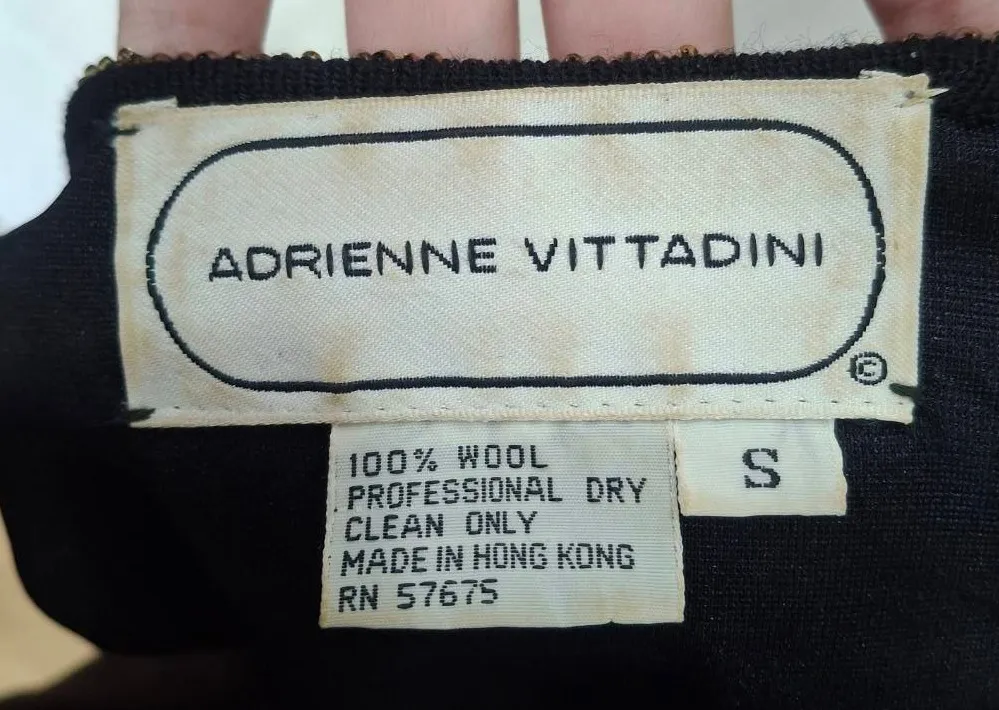 ADRIENNE VITTADINI
©
100% WOOL
PROFESSIONAL DRY
CLEAN ONLY
MADE IN HONG KONG
RN 57675
S